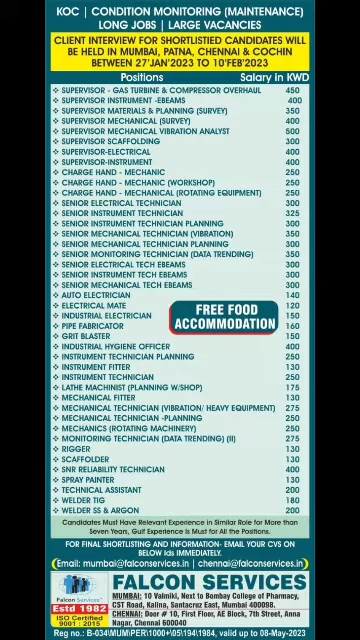 KOC | CONDITION MONITORING (MAINTENANCE)
LONG JOBS | LARGE VACANCIES
CLIENT INTERVIEW FOR SHORTLISTIED CANDIDATES WILL
BE HELD IN MUMBAI, PATNA, CHENNAI & COCHIN
BETWEEN 27'JAN'2023 TO 10'FEB'2023
Positions Salary in KWD
❖ SUPERVISOR - GAS TURBINE & COMPRESSOR OVERHAUL 450
❖ SUPERVISOR INSTRUMENT -EBEAMS 400
❖ SUPERVISOR MATERIALS & PLANNING (SURVEY) 350
❖ SUPERVISOR MECHANICAL (SURVEY) 400
❖ SUPERVISOR MECHANICAL VIBRATION ANALYST 500
❖ SUPERVISOR SCAFFOLDING 300
❖ SUPERVISOR-ELECTRICAL 400
❖ SUPERVISOR-INSTRUMENT 400
❖ CHARGE HAND - MECHANIC 250
❖ CHARGE HAND - MECHANIC (WORKSHOP) 250
❖ CHARGE HAND - MECHANICAL (ROTATING EQUIPMENT) 250
❖ SENIOR ELECTRICAL TECHNICIAN 300
❖ SENIOR INSTRUMENT TECHNICIAN 325
❖ SENIOR INSTRUMENT TECHNICIAN PLANNING 300
❖ SENIOR MECHANICAL TECHNICIAN (VIBRATION) 350
❖ SENIOR MECHANICAL TECHNICIAN PLANNING 300
❖ SENIOR MONITORING TECHNICIAN (DATA TRENDING) 350
❖ SENIOR ELECTRICAL TECH EBEAMS 300
❖ SENIOR INSTRUMENT TECH EBEAMS 300
❖ SENIOR MECHANICAL TECH EBEAMS 300
❖ AUTO ELECTRICIAN 140
❖ ELECTRICAL MATE 120
❖ INDUSTRIAL ELECTRICIAN 150
❖ PIPE FABRICATOR 160
❖ GRIT BLASTER 150
❖ INDUSTRIAL HYGIENE OFFICER 400
❖ INSTRUMENT TECHNICIAN PLANNING 250
❖ INSTRUMENT FITTER 130
❖ INSTRUMENT TECHNICIAN 250
❖ LATHE MACHINIST (PLANNING W/SHOP) 175
❖ MECHANICAL FITTER 130
❖ MECHANICAL TECHNICIAN (VIBRATION/ HEAVY EQUIPMENT) 275
❖ MECHANICAL TECHNICIAN -PLANNING 250
❖ MECHANICS (ROTATING MACHINERY) 250
❖ MONITORING TECHNICIAN (DATA TRENDING) (II) 275
❖ RIGGER 130
❖ SCAFFOLDER 130
❖ SNR RELIABILITY TECHNICIAN 400
❖ SPRAY PAINTER 130
❖ TECHNICAL ASSISTANT 200
❖ WELDER TIG 180
❖ WELDER SS & ARGON 200
FREE FOOD
ACCOMMODATION
Candidates Must Have Relevant Experience in Similar Role for More than
Seven Years, Gulf Experience is Must for All the Positions.
FOR FINAL SHORTLISTING AND INFORMATION- EMAIL YOUR CVS ON
BELOW Ids IMMEDIATELY.
Email: mumbai@falconservices.in | chennai@falconservices.in
Falcon Services
Estd 1982
ISO Certified
9001 : 2015
FALCON SERVICES
MUMBAI: 10 Valmiki, Next to Bombay College of Pharmacy,
CST Road, Kalina, Santacruz East, Mumbai 400098.
CHENNAI: Door # 10, First Floor, AE Block, 7th Street, Anna
Nagar, Chennai 600040
Reg no.: B-034\MUM\PER\1000+\05\194\1984, valid up to 08-May-2023